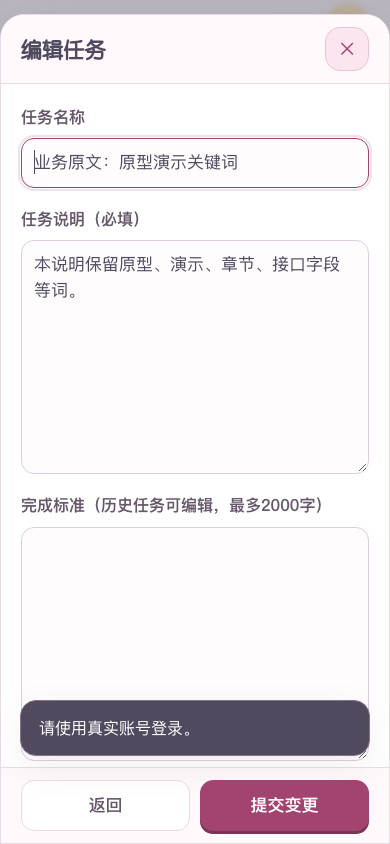 编辑任务
任务名称
业务原文：原型演示关键词
任务说明（必填）
本说明保留原型、演示、章节、接口字段
等词。
完成标准（历史任务可编辑，最多2000字）
请使用真实账号登录。
返回
提交变更